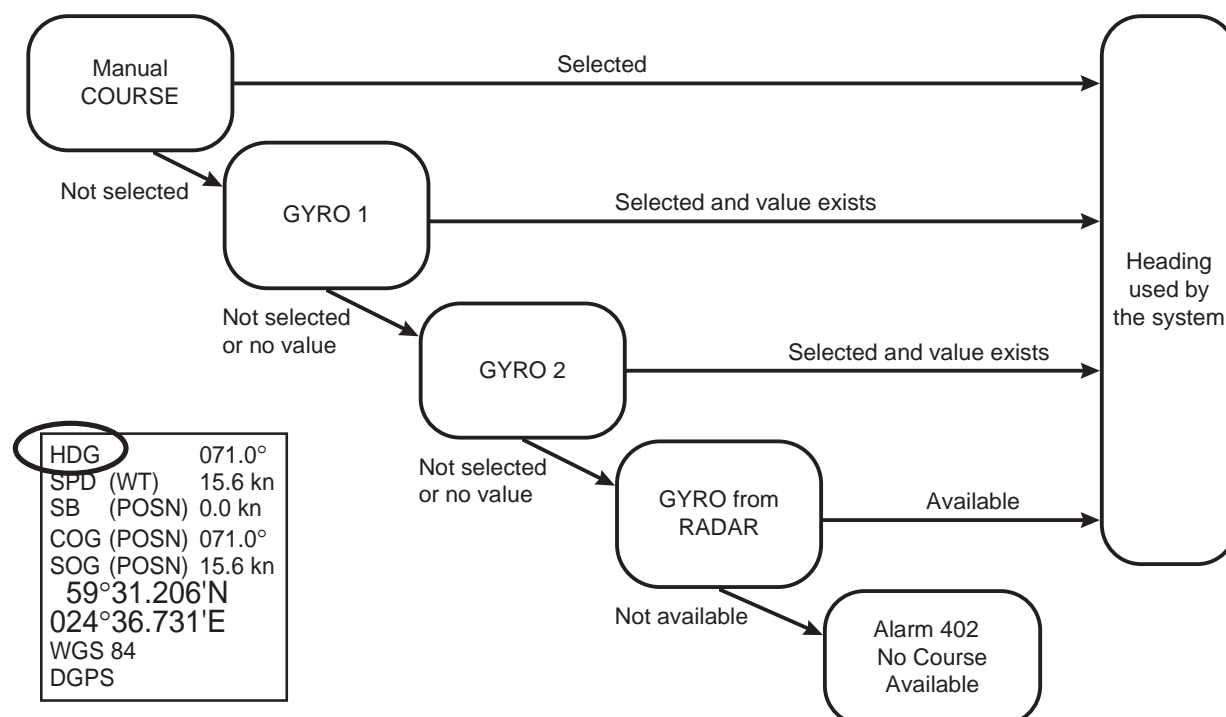 Manual
COURSE
Selected
Not selected
GYRO 1
Selected and value exists
Not selected
or no value
GYRO 2
Selected and value exists
Heading
used by
the system
Not selected
or no value
GYRO from
RADAR
Available
Not available
Alarm 402
No Course
Available
HDG 071.0°
SPD (WT) 15.6 kn
SB (POSN) 0.0 kn
COG (POSN) 071.0°
SOG (POSN) 15.6 kn
59°31.206'N
024°36.731'E
WGS 84
DGPS